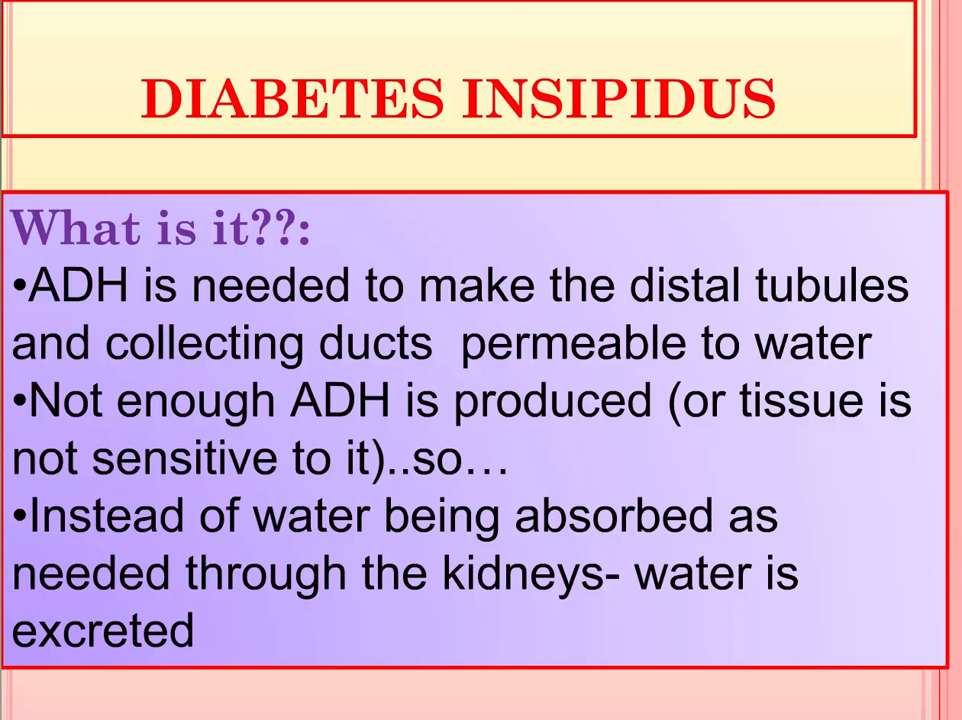 DIABETES INSIPIDUS
What is it??:
•ADH is needed to make the distal tubules
and collecting ducts  permeable to water
•Not enough ADH is produced (or tissue is
not sensitive to it)..so…
•Instead of water being absorbed as
needed through the kidneys- water is
excreted